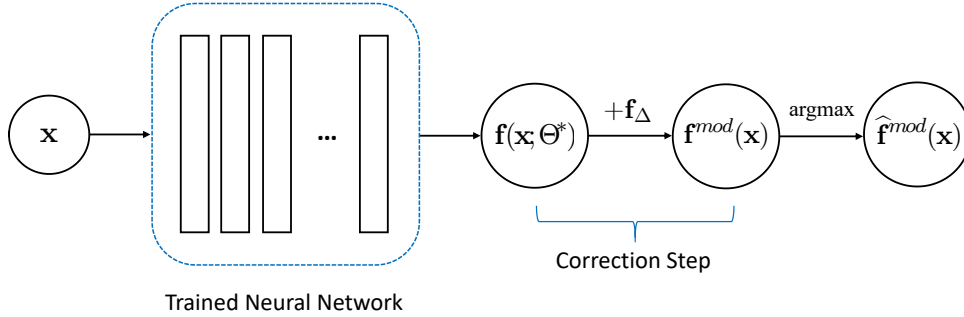 x
...
f(x; Θ*)
+f_Δ
f^{mod}(x)
argmax
f̂^{mod}(x)
Correction Step
Trained Neural Network